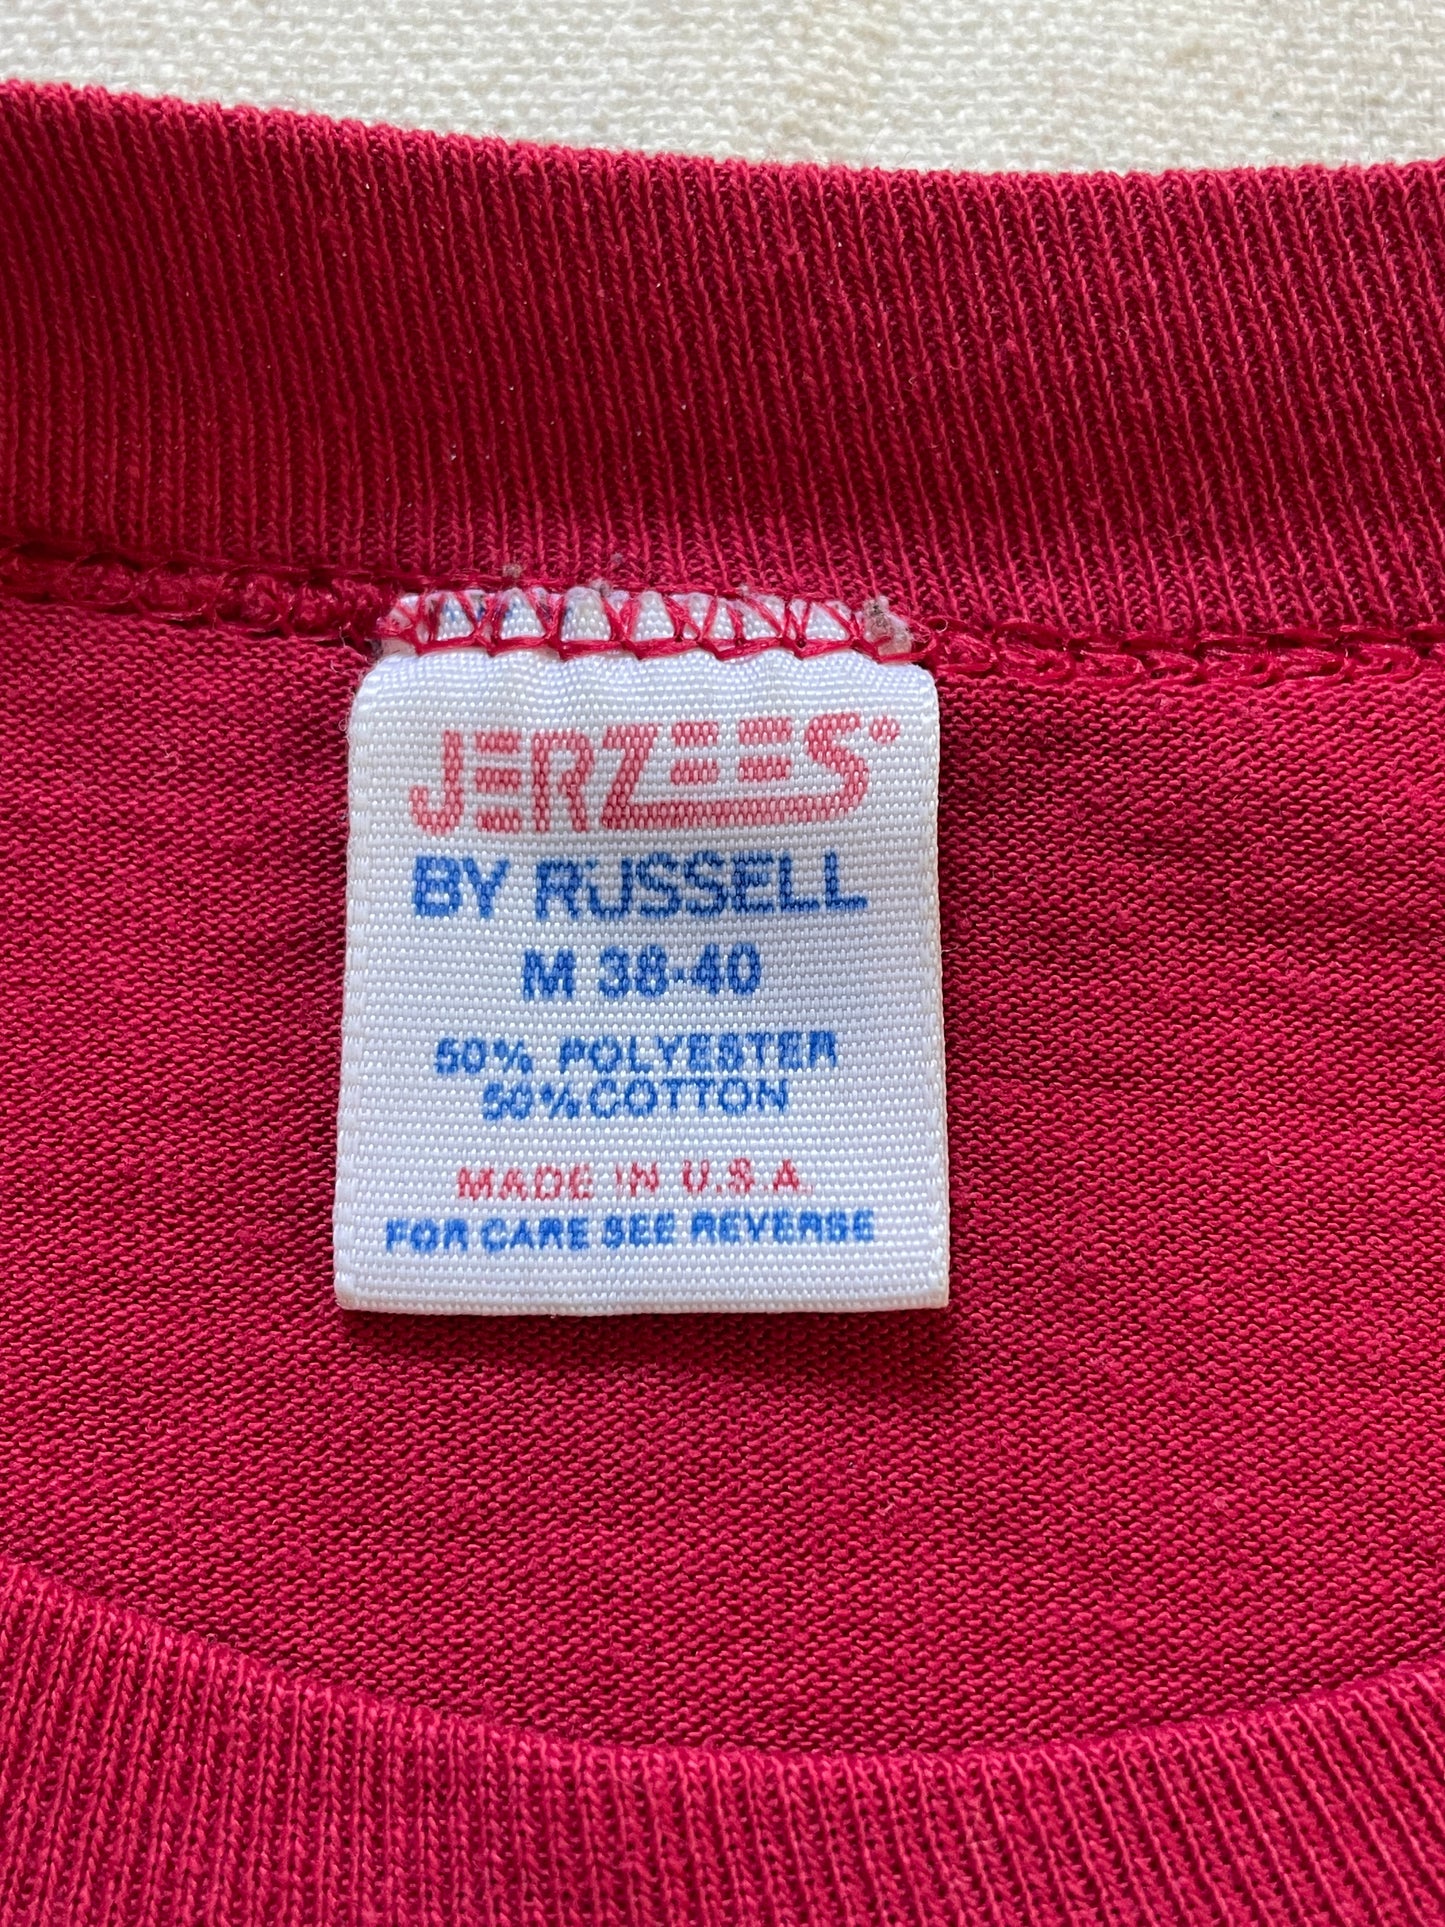 JERZEES®
BY RUSSELL
M 38-40
50% POLYESTER
50% COTTON
MADE IN U.S.A.
FOR CARE SEE REVERSE